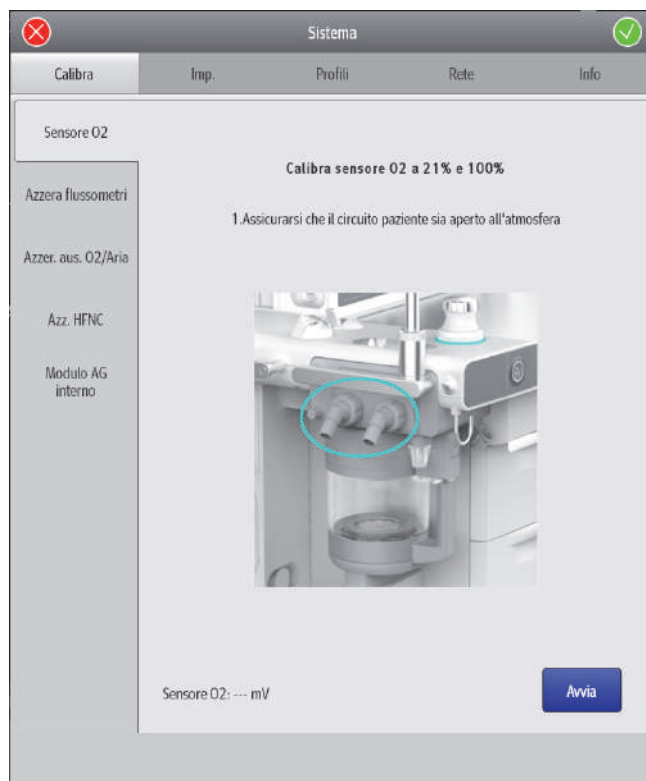 Sistema
Calibra
Imp.
Profili
Rete
Info
Sensore O2
Azzera flussometri
Azzer. aus. O2/Aria
Azz. HFNC
Modulo AG
interno
Calibra sensore O2 a 21% e 100%
1.Assicurarsi che il circuito paziente sia aperto all'atmosfera
Sensore O2: --- mV
Avvia